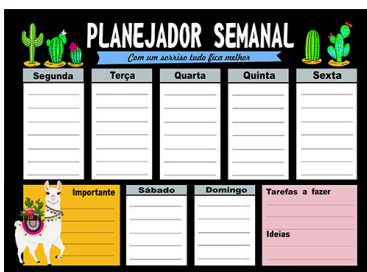 PLANEJADOR SEMANAL
Com um sorriso tudo fica melhor
Segunda
Terça
Quarta
Quinta
Sexta
Importante
Sábado
Domingo
Tarefas a fazer
Ideias